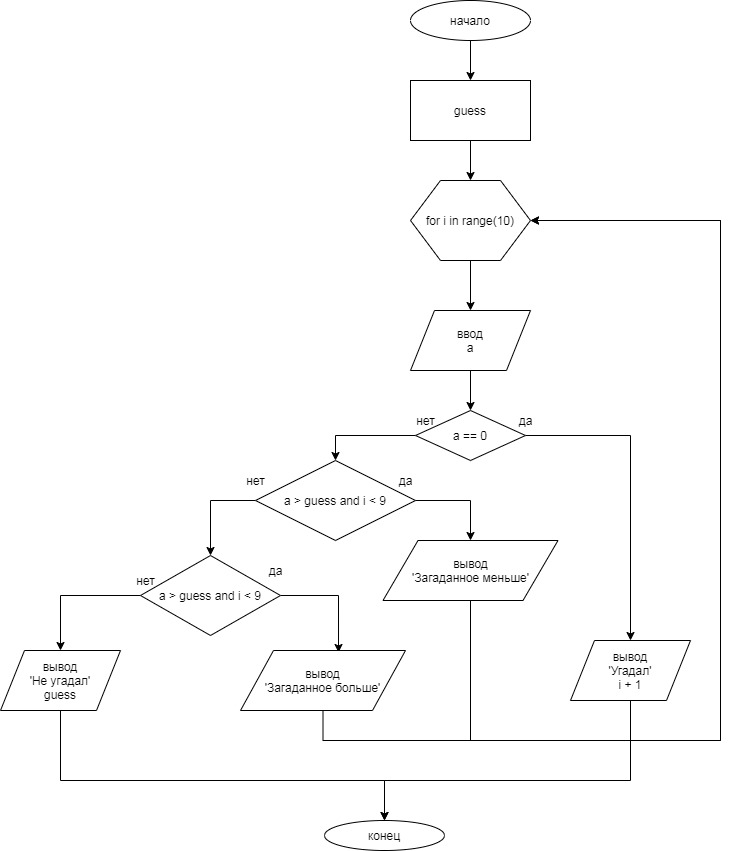 начало
guess
for i in range(10)
ввод
a
нет
да
a == 0
нет
да
a > guess and i < 9
нет
да
a > guess and i < 9
вывод
'Загаданное меньше'
вывод
'Не угадал'
guess
вывод
'Загаданное больше'
вывод
'Угадал'
i + 1
конец